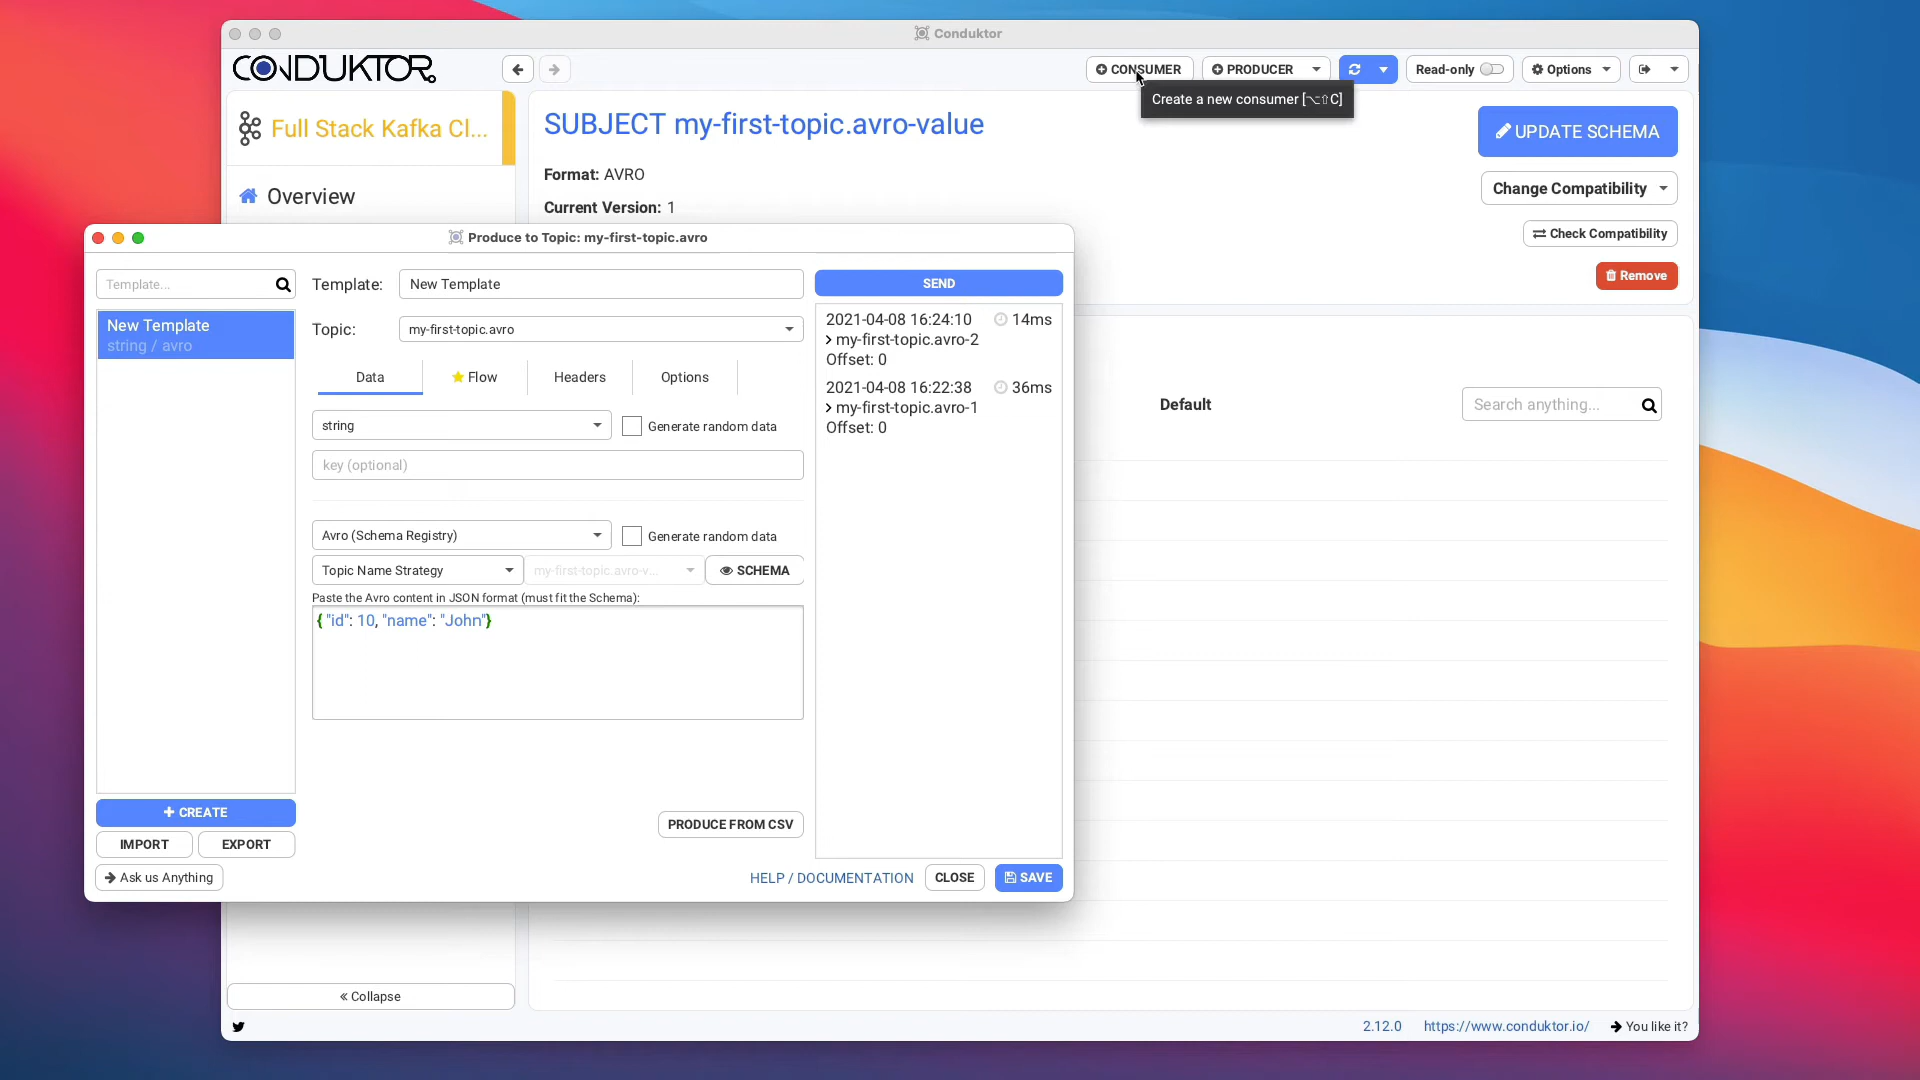 Conduktor
CONDUKTOR
CONSUMER
PRODUCER
Read-only
Options
Create a new consumer [⌥⇧C]
Full Stack Kafka Cl...
SUBJECT my-first-topic.avro-value
UPDATE SCHEMA
Format: AVRO
Change Compatibility
Overview
Current Version: 1
Check Compatibility
Remove
Produce to Topic: my-first-topic.avro
Template...
Template:
New Template
SEND
New Template
string / avro
Topic:
my-first-topic.avro
2021-04-08 16:24:10 14ms
my-first-topic.avro-2
Offset: 0
2021-04-08 16:22:38 36ms
my-first-topic.avro-1
Offset: 0
Data
Flow
Headers
Options
Default
Search anything...
string
Generate random data
key (optional)
Avro (Schema Registry)
Generate random data
Topic Name Strategy
my-first-topic.avro-v...
SCHEMA
Paste the Avro content in JSON format (must fit the Schema):
{ "id": 10, "name": "John"}
CREATE
PRODUCE FROM CSV
IMPORT
EXPORT
Ask us Anything
HELP / DOCUMENTATION
CLOSE
SAVE
« Collapse
2.12.0
https://www.conduktor.io/
You like it?